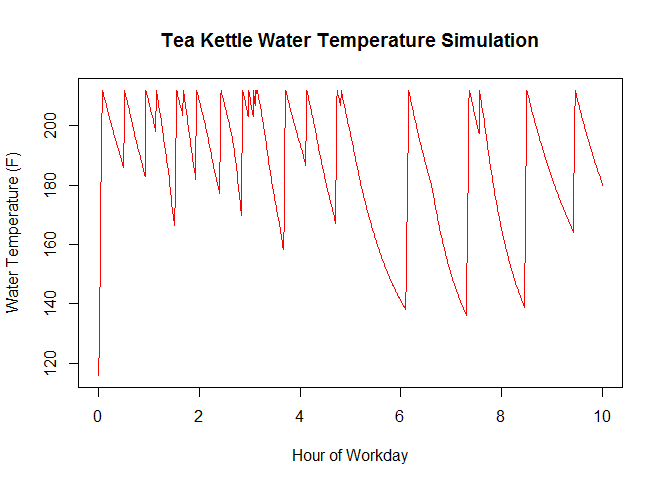 Tea Kettle Water Temperature Simulation
Water Temperature (F)
200
180
160
140
120
0 2 4 6 8 10
Hour of Workday